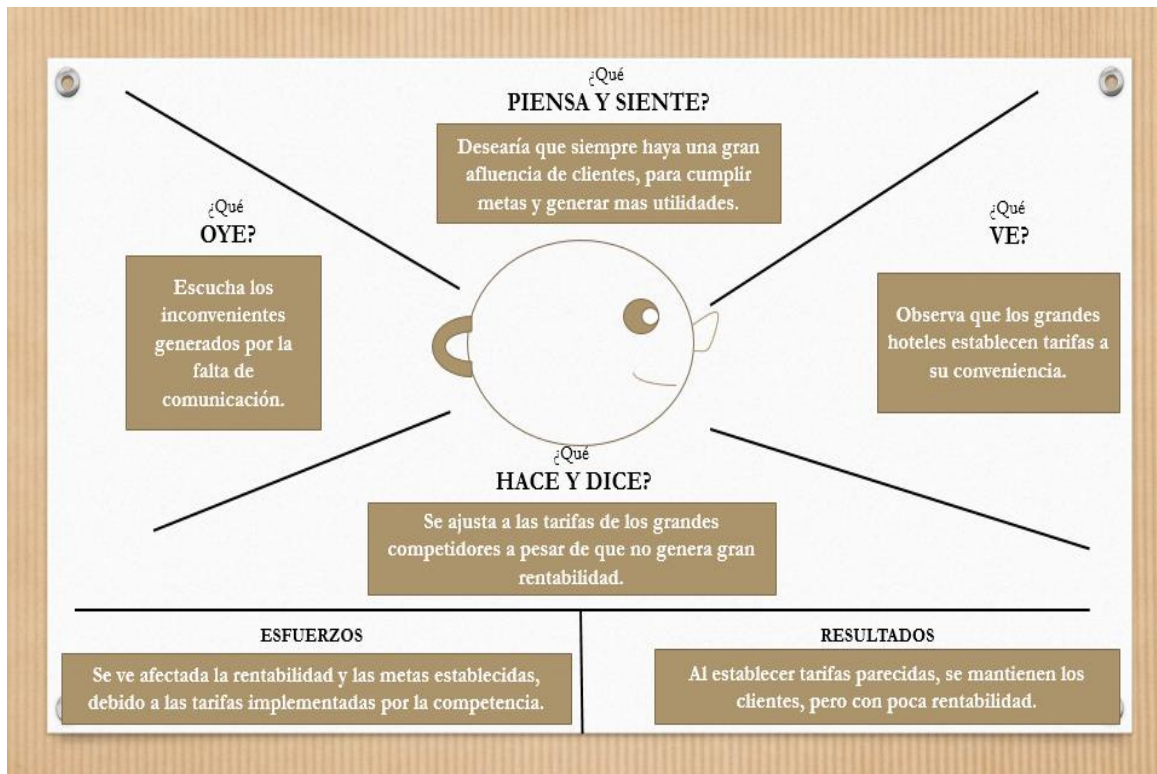 ¿Qué
PIENSA Y SIENTE?
Desearía que siempre haya una gran
afluencia de clientes, para cumplir
metas y generar mas utilidades.
¿Qué
OYE?
Escucha los
inconvenientes
generados por la
falta de
comunicación.
¿Qué
VE?
Observa que los grandes
hoteles establecen tarifas a
su conveniencia.
¿Qué
HACE Y DICE?
Se ajusta a las tarifas de los grandes
competidores a pesar de que no genera gran
rentabilidad.
ESFUERZOS
Se ve afectada la rentabilidad y las metas establecidas,
debido a las tarifas implementadas por la competencia.
RESULTADOS
Al establecer tarifas parecidas, se mantienen los
clientes, pero con poca rentabilidad.